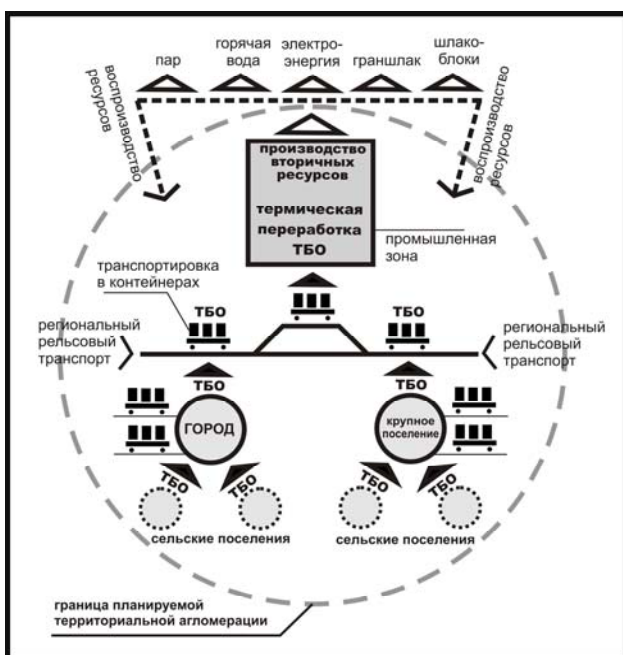 пар
горячая
вода
электро-
энергия
граншлак
шлако-
блоки
воспроизводство
ресурсов
воспроизводство
ресурсов
производство
вторичных
ресурсов
термическая
переработка
ТБО
промышленная
зона
транспортировка
в контейнерах
ТБО
ТБО
региональный
рельсовый
транспорт
региональный
рельсовый
транспорт
ТБО
ТБО
ГОРОД
крупное
поселение
ТБО
ТБО
ТБО
ТБО
сельские поселения
сельские поселения
граница планируемой
территориальной агломерации